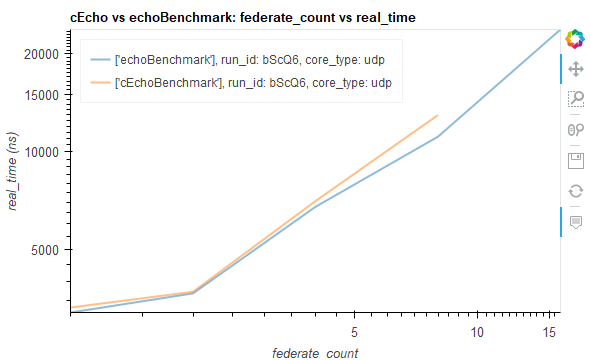 cEcho vs echoBenchmark: federate_count vs real_time
['echoBenchmark'], run_id: bScQ6, core_type: udp
['cEchoBenchmark'], run_id: bScQ6, core_type: udp
20000
15000
10000
5000
real_time (ns)
5
10
15
federate_count